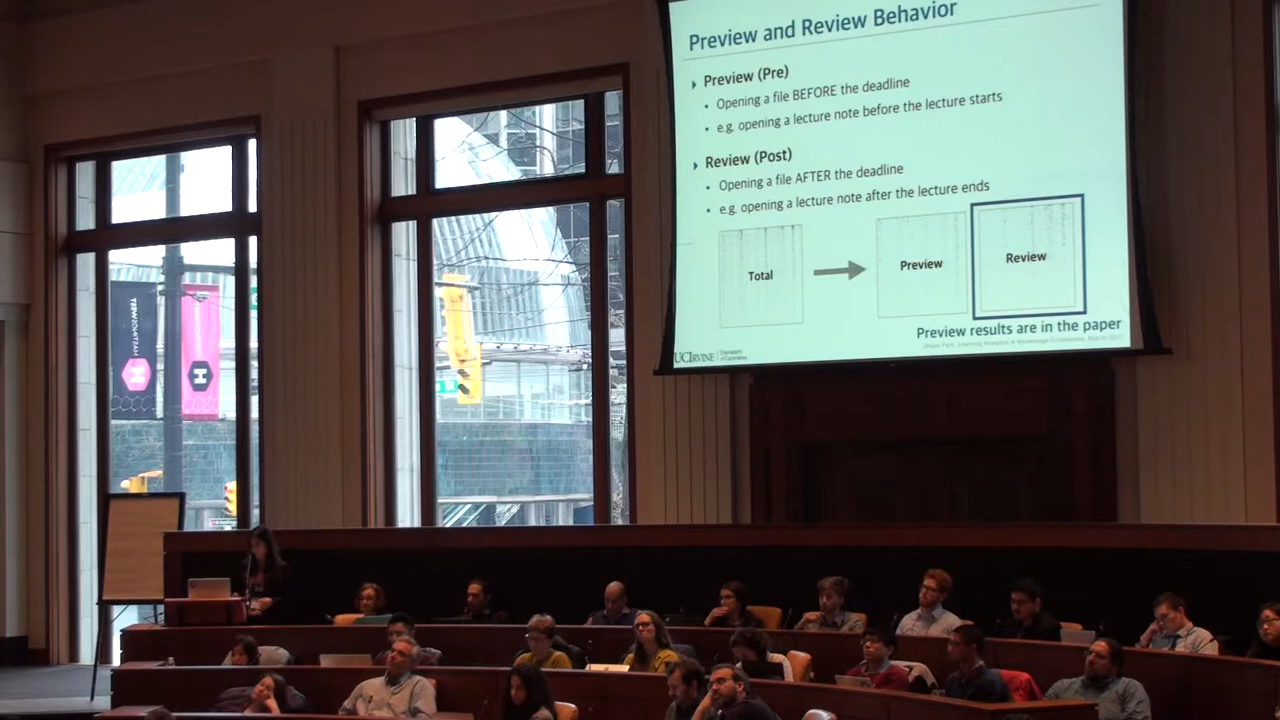 Preview and Review Behavior
Preview (Pre)
Opening a file BEFORE the deadline
e.g. opening a lecture note before the lecture starts
Review (Post)
Opening a file AFTER the deadline
e.g. opening a lecture note after the lecture ends
Total
Preview
Review
Preview results are in the paper
UCIRVINE
H
H